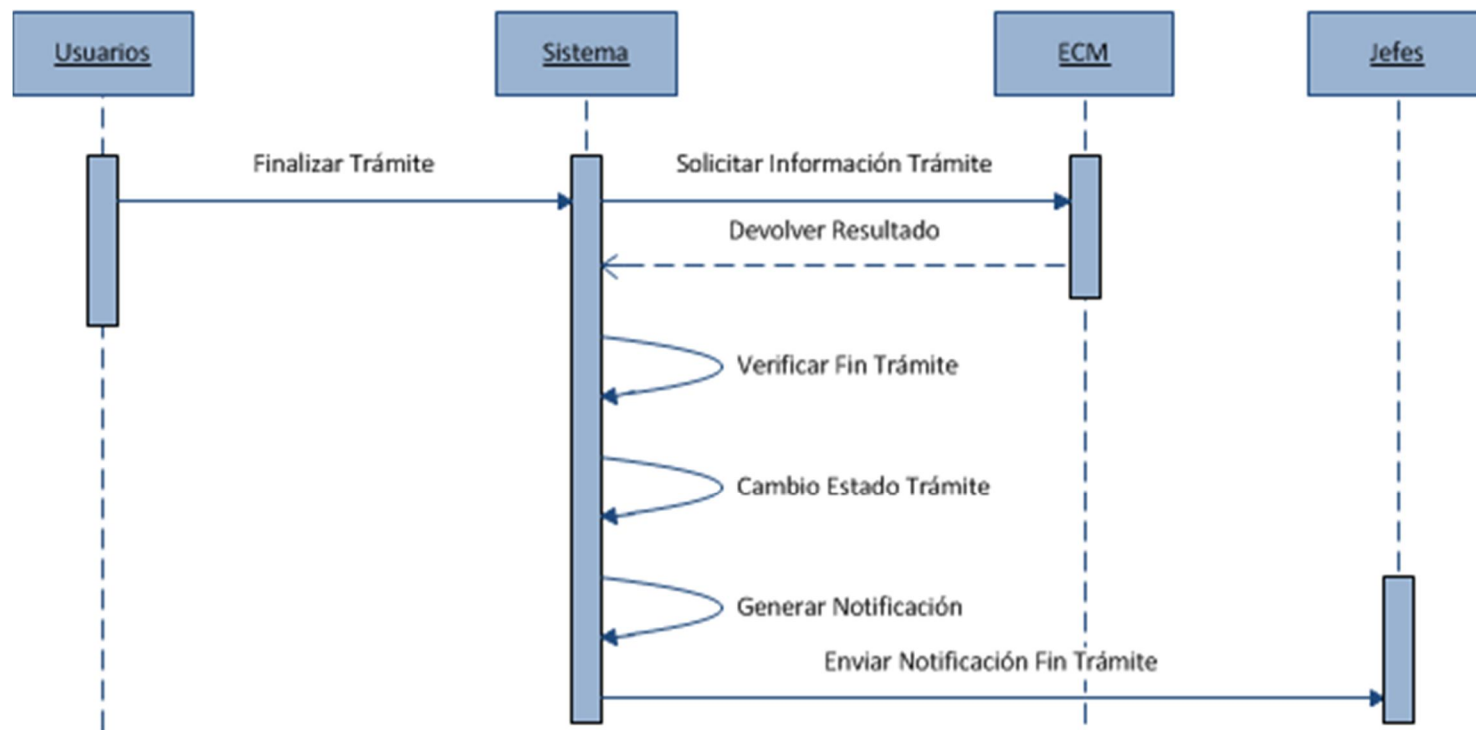 Usuarios
Sistema
ECM
Jefes
Finalizar Trámite
Solicitar Información Trámite
Devolver Resultado
Verificar Fin Trámite
Cambio Estado Trámite
Generar Notificación
Enviar Notificación Fin Trámite